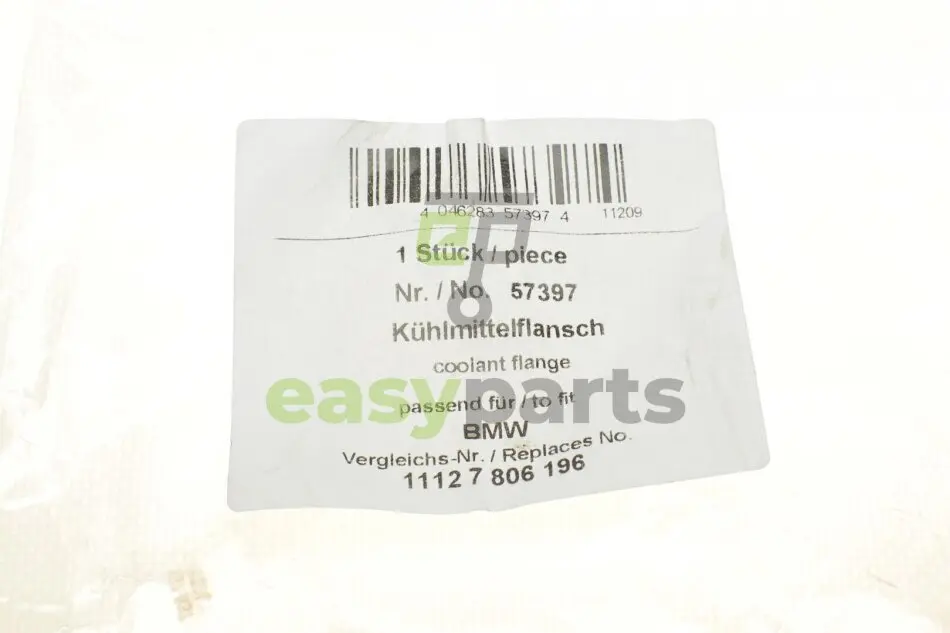 4 046283 57397 4 11209
1 Stück / piece
Nr. / No. 57397
Kühlmittelflansch
coolant flange
easyparts
passend für / to fit
BMW
Vergleichs-Nr. / Replaces No.
1112 7 806 196